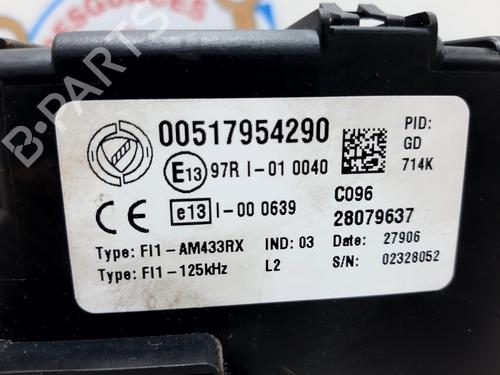 DESGUACES
B-PARTS
00517954290
PID:
GD
714K
E13 97R I-01 0040
C096
CE e13 I-00 0639
28079637
Type: FI1-AM433RX IND: 03 Date: 27906
Type: FI1-125kHz L2 S/N: 02328052